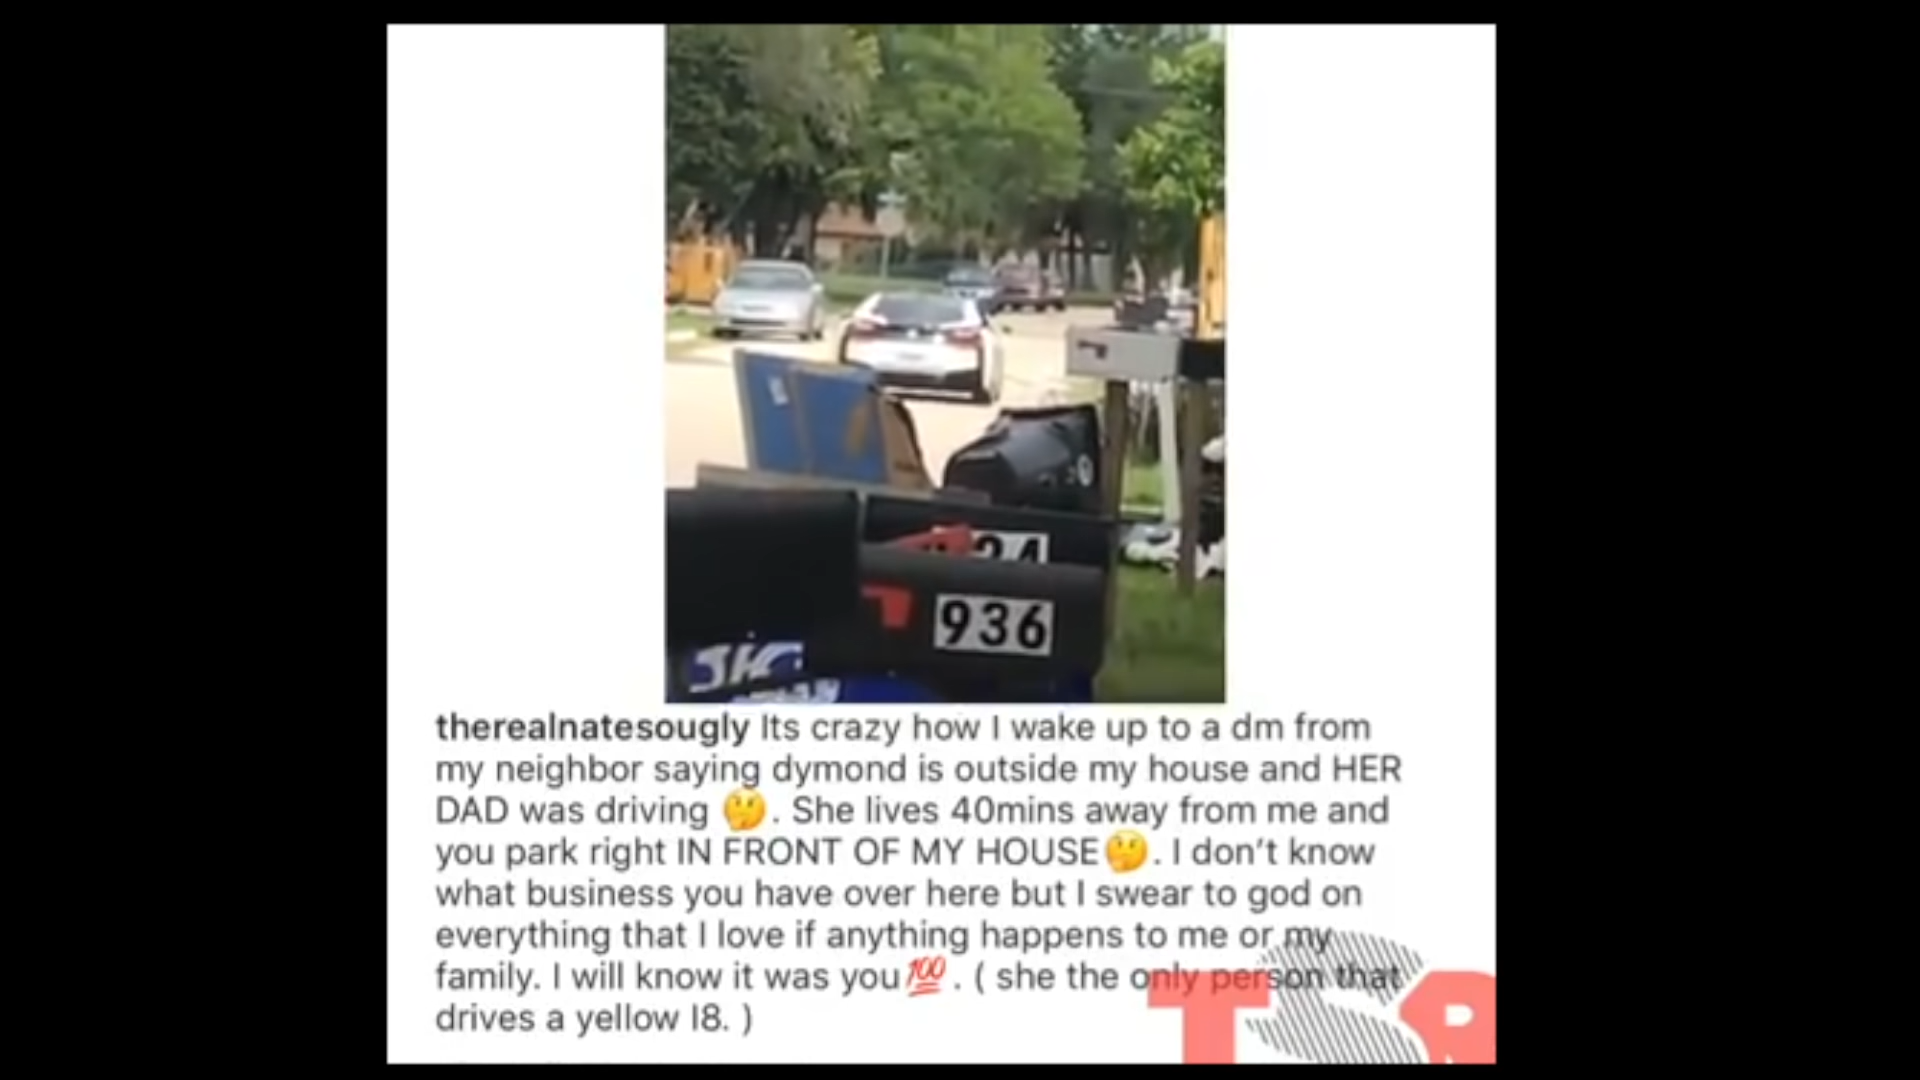 24
936
therealnatesougly Its crazy how I wake up to a dm from
my neighbor saying dymond is outside my house and HER
DAD was driving 🤔. She lives 40mins away from me and
you park right IN FRONT OF MY HOUSE🤔. I don't know
what business you have over here but I swear to god on
everything that I love if anything happens to me or my
family. I will know it was you💯. ( she the only person that
drives a yellow I8. )
TSR